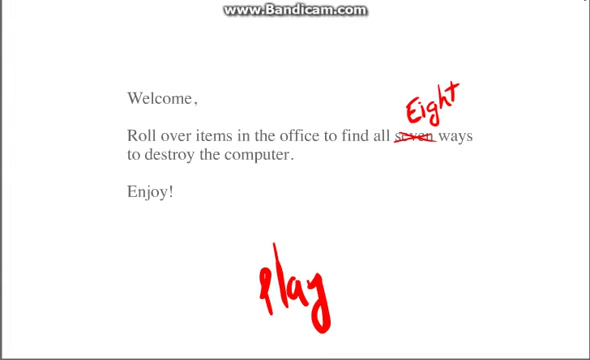 www.Bandicam.com
Welcome,
Eight
Roll over items in the office to find all seven ways
to destroy the computer.
Enjoy!
Play